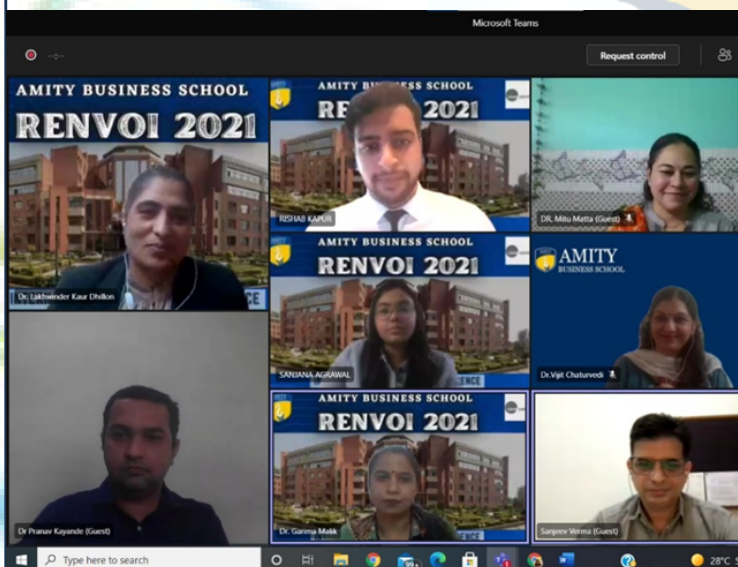 Microsoft Teams
Request control
AMITY BUSINESS SCHOOL
RENVOI 2021
Dr. Lakhwinder Kaur Dhillon
AMITY BUSINESS SCHOOL
RENVOI 2021
RISHAB KAPUR
DR. Mitu Matta (Guest)
AMITY BUSINESS SCHOOL
RENVOI 2021
SANJANA AGRAWAL
AMITY
BUSINESS SCHOOL
Dr.Vijit Chaturvedi
Dr Pranav Kayande (Guest)
AMITY BUSINESS SCHOOL
RENVOI 2021
Dr. Garima Malik
Sanjeev Verma (Guest)
Type here to search
99+
28°C